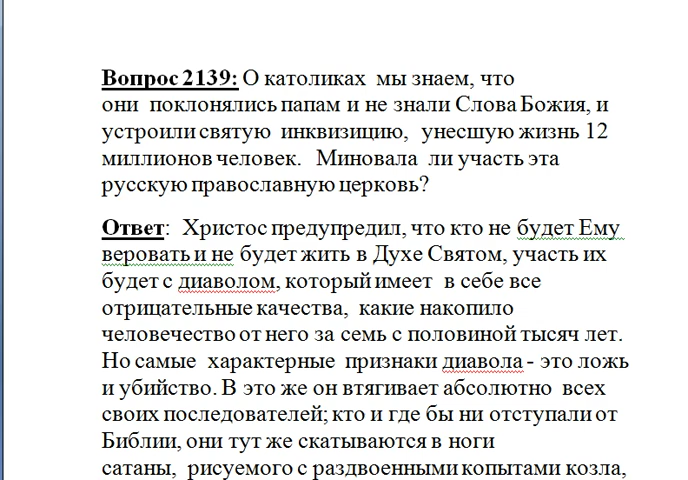 Вопрос 2139: О католиках мы знаем, что
они поклонялись папам и не знали Слова Божия, и
устроили святую инквизицию, унесшую жизнь 12
миллионов человек. Миновала ли участь эта
русскую православную церковь?
Ответ: Христос предупредил, что кто не будет Ему
веровать и не будет жить в Духе Святом, участь их
будет с диаволом, который имеет в себе все
отрицательные качества, какие накопило
человечество от него за семь с половиной тысяч лет.
Но самые характерные признаки диавола - это ложь
и убийство. В это же он втягивает абсолютно всех
своих последователей; кто и где бы ни отступали от
Библии, они тут же скатываются в ноги
сатаны, рисуемого с раздвоенными копытами козла,